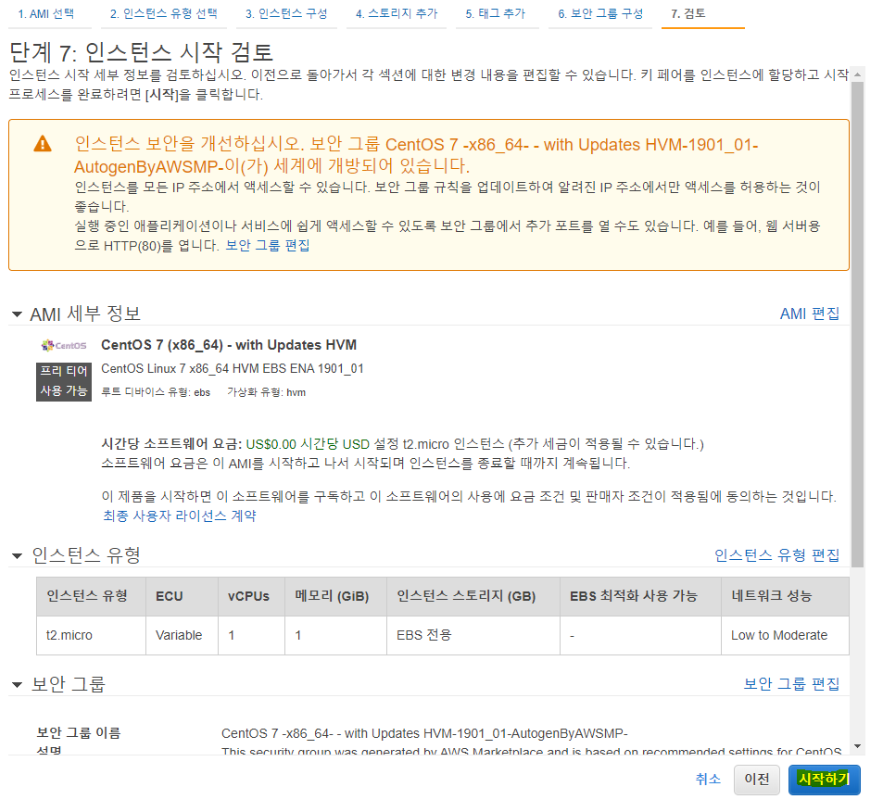 1. AMI 선택 2. 인스턴스 유형 선택 3. 인스턴스 구성 4. 스토리지 추가 5. 태그 추가 6. 보안 그룹 구성 7. 검토
단계 7: 인스턴스 시작 검토
인스턴스 시작 세부 정보를 검토하십시오. 이전으로 돌아가서 각 섹션에 대한 변경 내용을 편집할 수 있습니다. 키 페어를 인스턴스에 할당하고 시작
프로세스를 완료하려면 [시작]을 클릭합니다.
인스턴스 보안을 개선하십시오. 보안 그룹 CentOS 7 -x86_64- - with Updates HVM-1901_01-
AutogenByAWSMP-이(가) 세계에 개방되어 있습니다.
인스턴스를 모든 IP 주소에서 액세스할 수 있습니다. 보안 그룹 규칙을 업데이트하여 알려진 IP 주소에서만 액세스를 허용하는 것이
좋습니다.
실행 중인 애플리케이션이나 서비스에 쉽게 액세스할 수 있도록 보안 그룹에서 추가 포트를 열 수도 있습니다. 예를 들어, 웹 서버용
으로 HTTP(80)를 엽니다. 보안 그룹 편집
AMI 세부 정보 AMI 편집
CentOS CentOS 7 (x86_64) - with Updates HVM
프리 티어 CentOS Linux 7 x86_64 HVM EBS ENA 1901_01
사용 가능 루트 디바이스 유형: ebs 가상화 유형: hvm
시간당 소프트웨어 요금: US$0.00 시간당 USD 설정 t2.micro 인스턴스 (추가 세금이 적용될 수 있습니다.)
소프트웨어 요금은 이 AMI를 시작하고 나서 시작되며 인스턴스를 종료할 때까지 계속됩니다.
이 제품을 시작하면 이 소프트웨어를 구독하고 이 소프트웨어의 사용에 요금 조건 및 판매자 조건이 적용됨에 동의하는 것입니다.
최종 사용자 라이선스 계약
인스턴스 유형 인스턴스 유형 편집
인스턴스 유형 ECU vCPUs 메모리 (GiB) 인스턴스 스토리지 (GB) EBS 최적화 사용 가능 네트워크 성능
t2.micro Variable 1 1 EBS 전용 - Low to Moderate
보안 그룹 보안 그룹 편집
보안 그룹 이름 CentOS 7 -x86_64- - with Updates HVM-1901_01-AutogenByAWSMP-
설명 This security group was generated by AWS Marketplace and is based on recommended settings for CentOS
취소 이전 시작하기